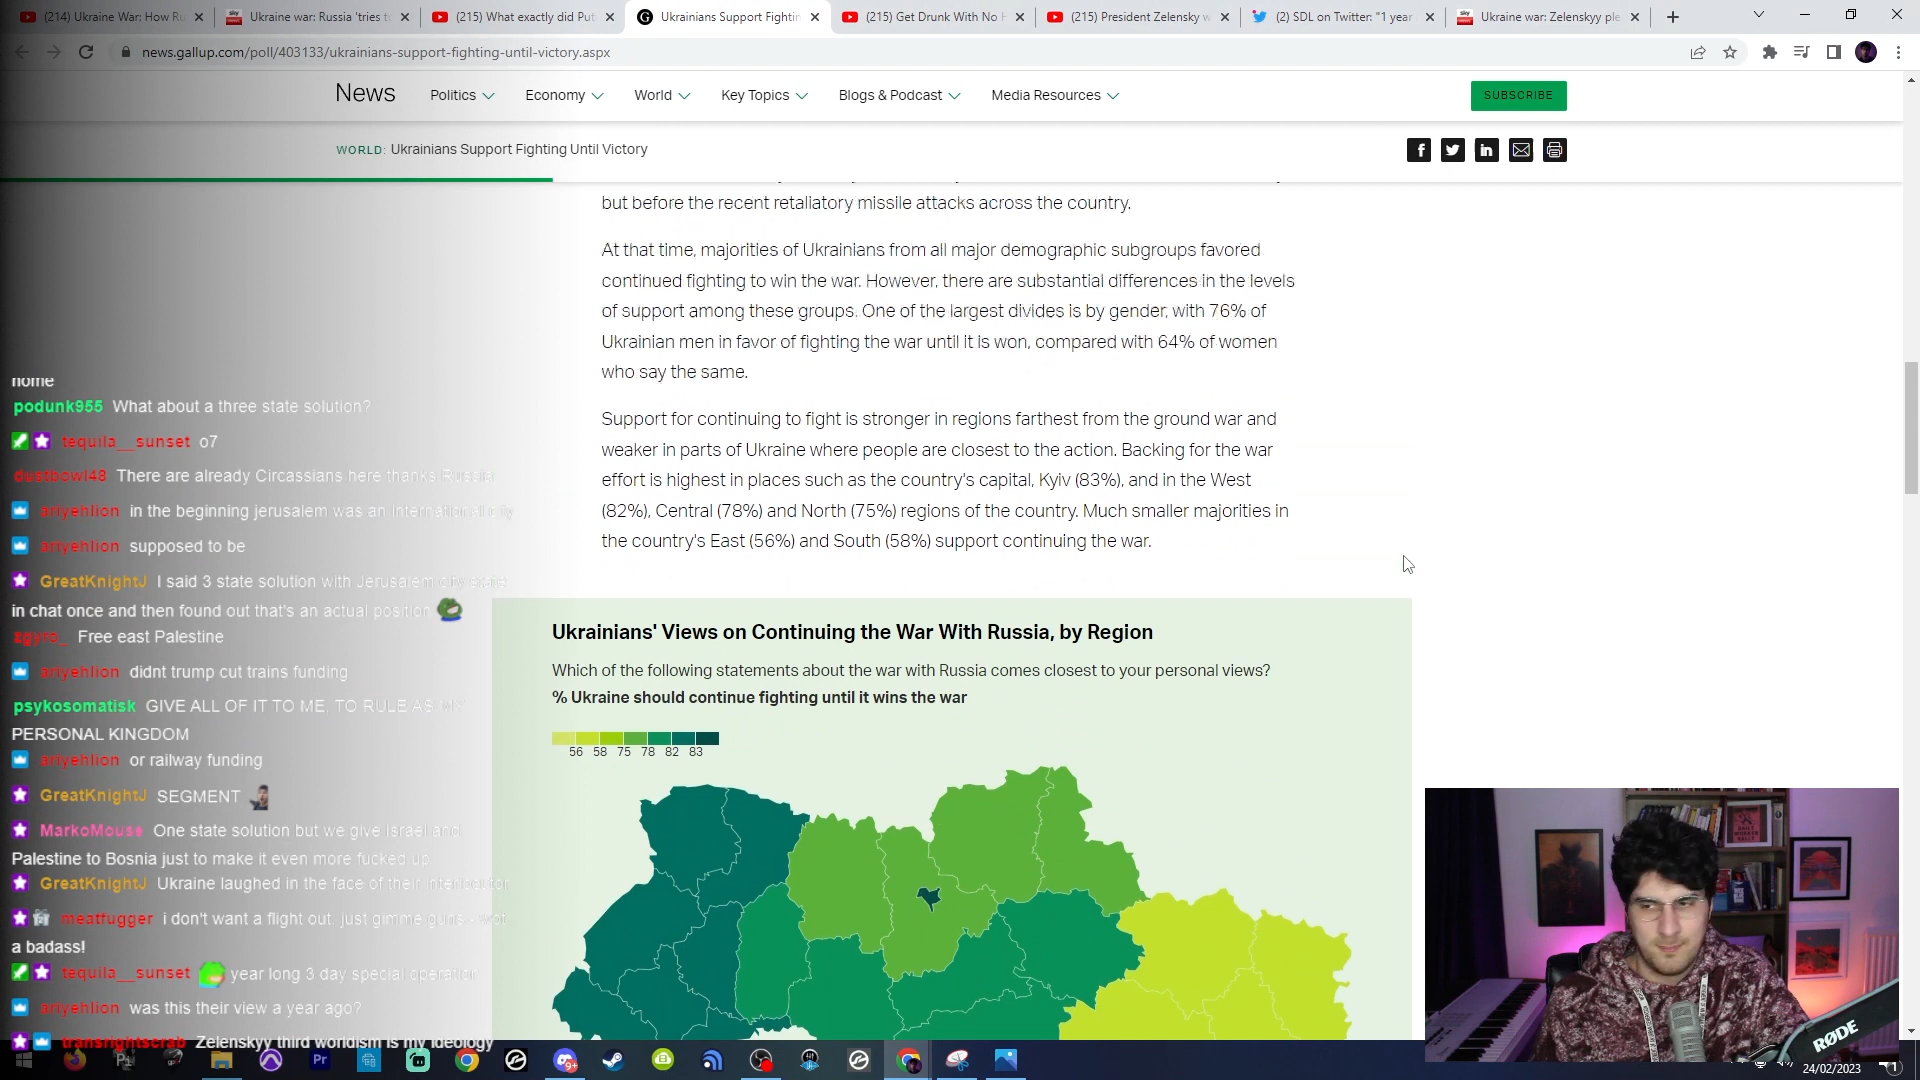 (214) Ukraine War: How Ru
Ukraine war: Russia 'tries to
(215) What exactly did Put
Ukrainians Support Fightin
(215) Get Drunk With No H
(215) President Zelensky w
(2) SDL on Twitter: "1 year
Ukraine war: Zelenskyy ple
news.gallup.com/poll/403133/ukrainians-support-fighting-until-victory.aspx
News
Politics
Economy
World
Key Topics
Blogs & Podcast
Media Resources
SUBSCRIBE
WORLD: Ukrainians Support Fighting Until Victory
but before the recent retaliatory missile attacks across the country.
At that time, majorities of Ukrainians from all major demographic subgroups favored
continued fighting to win the war. However, there are substantial differences in the levels
of support among these groups. One of the largest divides is by gender, with 76% of
Ukrainian men in favor of fighting the war until it is won, compared with 64% of women
who say the same.
Support for continuing to fight is stronger in regions farthest from the ground war and
weaker in parts of Ukraine where people are closest to the action. Backing for the war
effort is highest in places such as the country's capital, Kyiv (83%), and in the West
(82%), Central (78%) and North (75%) regions of the country. Much smaller majorities in
the country's East (56%) and South (58%) support continuing the war.
Ukrainians' Views on Continuing the War With Russia, by Region
Which of the following statements about the war with Russia comes closest to your personal views?
% Ukraine should continue fighting until it wins the war
56 58 75 78 82 83
home
podunk955 What about a three state solution?
tequila__sunset o7
dustbowl48 There are already Circassians here thanks Russia
ariyehlion in the beginning jerusalem was an international city
ariyehlion supposed to be
GreatKnightJ I said 3 state solution with Jerusalem city state
in chat once and then found out that's an actual position
zgyro_ Free east Palestine
ariyehlion didnt trump cut trains funding
psykosomatisk GIVE ALL OF IT TO ME, TO RULE AS MY
PERSONAL KINGDOM
ariyehlion or railway funding
GreatKnightJ SEGMENT
MarkoMouse One state solution but we give Israel and
Palestine to Bosnia just to make it even more fucked up
GreatKnightJ Ukraine laughed in the face of their interlocutor
meatfugger i don't want a flight out, just gimme guns - wot
a badass!
tequila__sunset year long 3 day special operation
ariyehlion was this their view a year ago?
transrightscrab Zelenskyy third worldism is my ideology
RØDE
24/02/2023